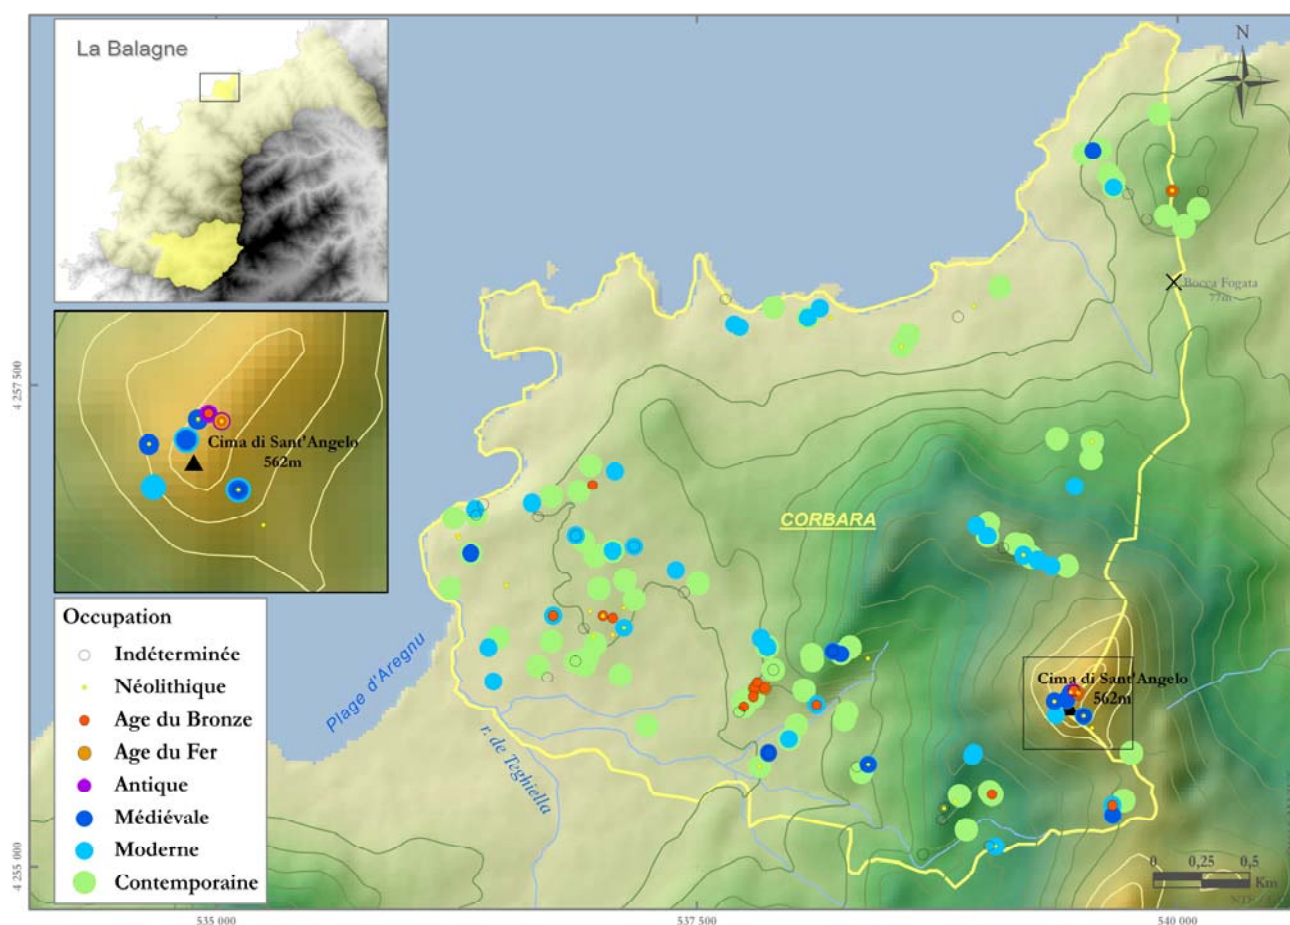 La Balagne
N
Bocca Fogata
77m
4 257 500
Cima di Sant'Angelo
562m
CORBARA
Occupation
Indéterminée
Néolithique
Age du Bronze
Age du Fer
Antique
Médiévale
Moderne
Contemporaine
Plage d'Aregnu
r. de Teghiella
Cima di Sant'Angelo
562m
4 255 000
0 0,25 0,5
Km
535 000
537 500
540 000